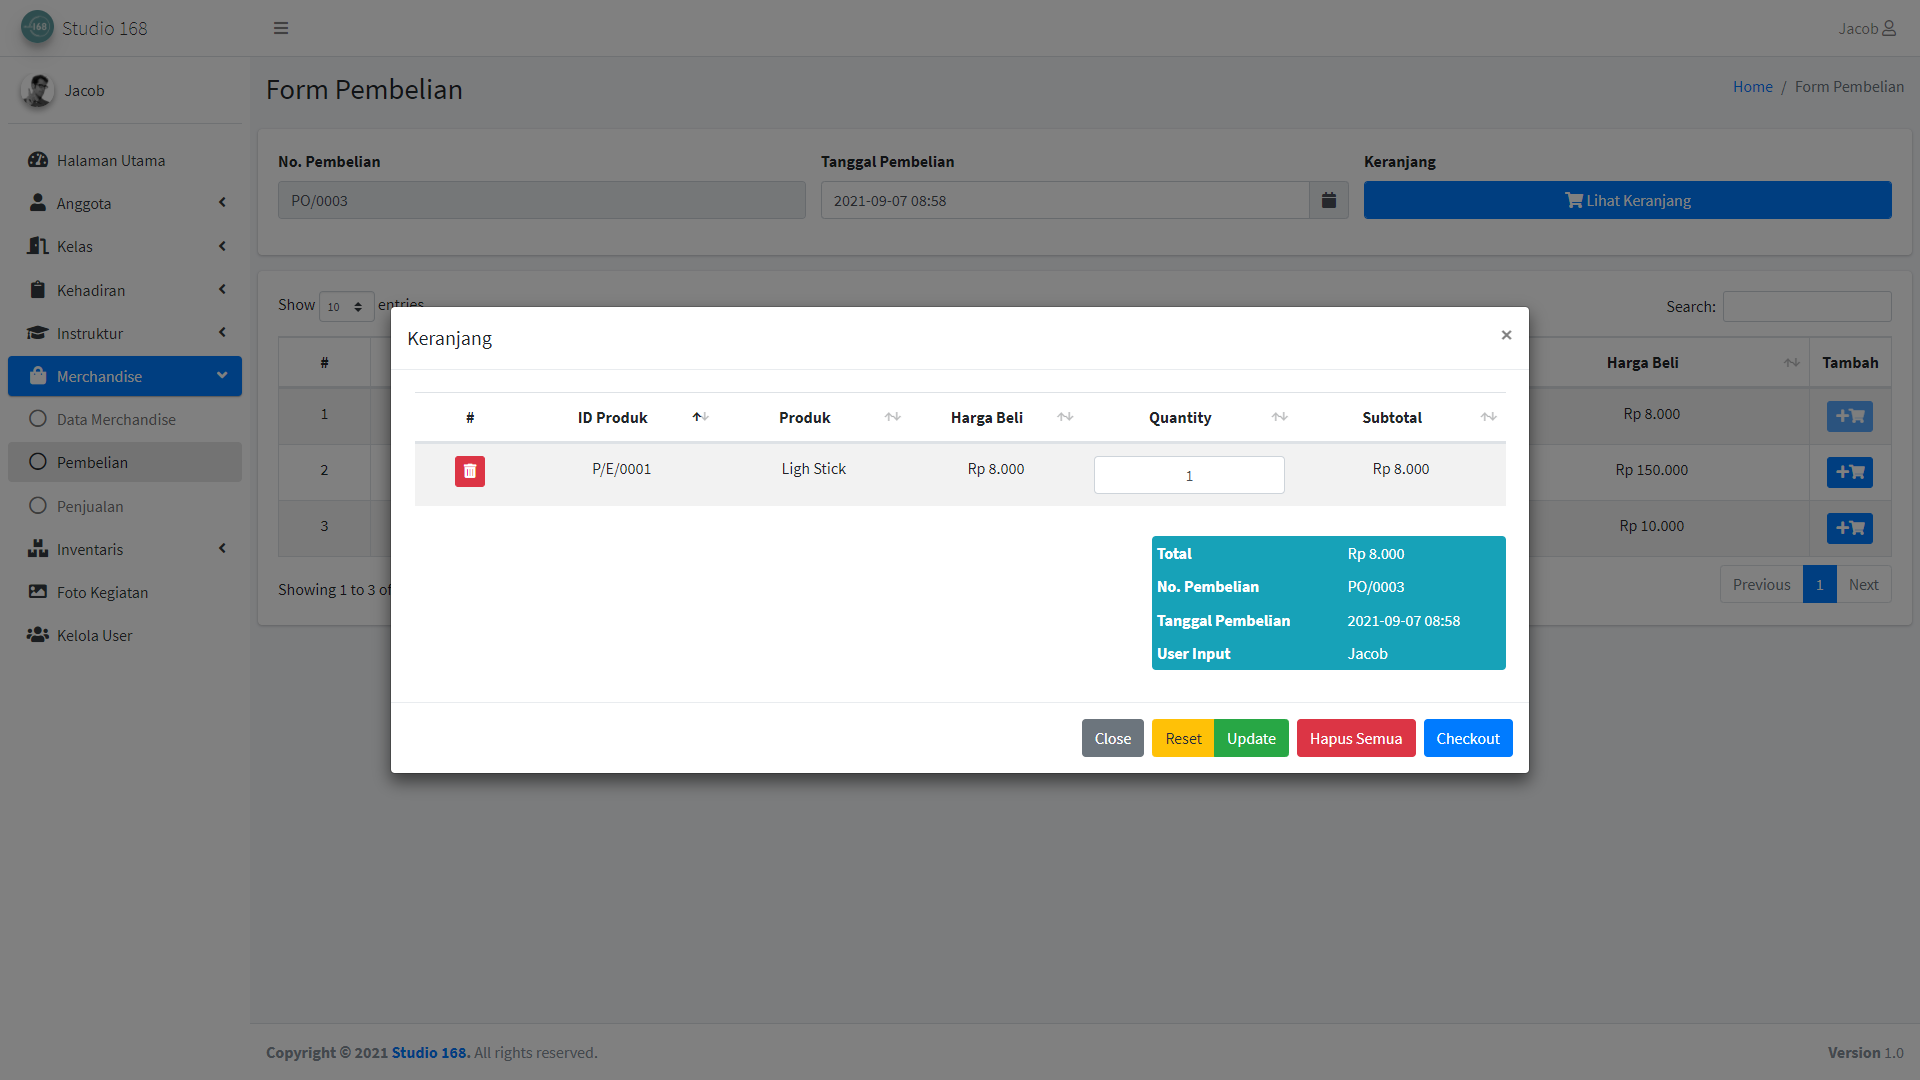 168 Studio 168
Jacob
Jacob
Halaman Utama
Anggota
Kelas
Kehadiran
Instruktur
Merchandise
Data Merchandise
Pembelian
Penjualan
Inventaris
Foto Kegiatan
Kelola User
Form Pembelian
Home / Form Pembelian
No. Pembelian
PO/0003
Tanggal Pembelian
2021-09-07 08:58
Keranjang
Lihat Keranjang
Show 10 entries
Search:
# Harga Beli Tambah
1 Rp 8.000
2 Rp 150.000
3 Rp 10.000
Showing 1 to 3 of
Previous 1 Next
Keranjang
×
# ID Produk Produk Harga Beli Quantity Subtotal
P/E/0001 Ligh Stick Rp 8.000 1 Rp 8.000
Total Rp 8.000
No. Pembelian PO/0003
Tanggal Pembelian 2021-09-07 08:58
User Input Jacob
Close Reset Update Hapus Semua Checkout
Copyright © 2021 Studio 168. All rights reserved.
Version 1.0